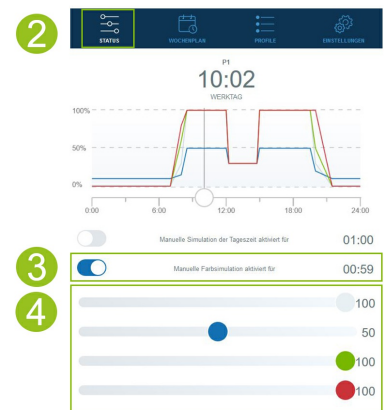 2
STATUS WOCHENPLAN PROFILE EINSTELLUNGEN
P1
10:02
WERKTAG
100%
50%
0%
0:00 6:00 12:00 18:00 24:00
Manuelle Simulation der Tageszeit aktiviert für 01:00
3 Manuelle Farbsimulation aktiviert für 00:59
4 100
50
100
100